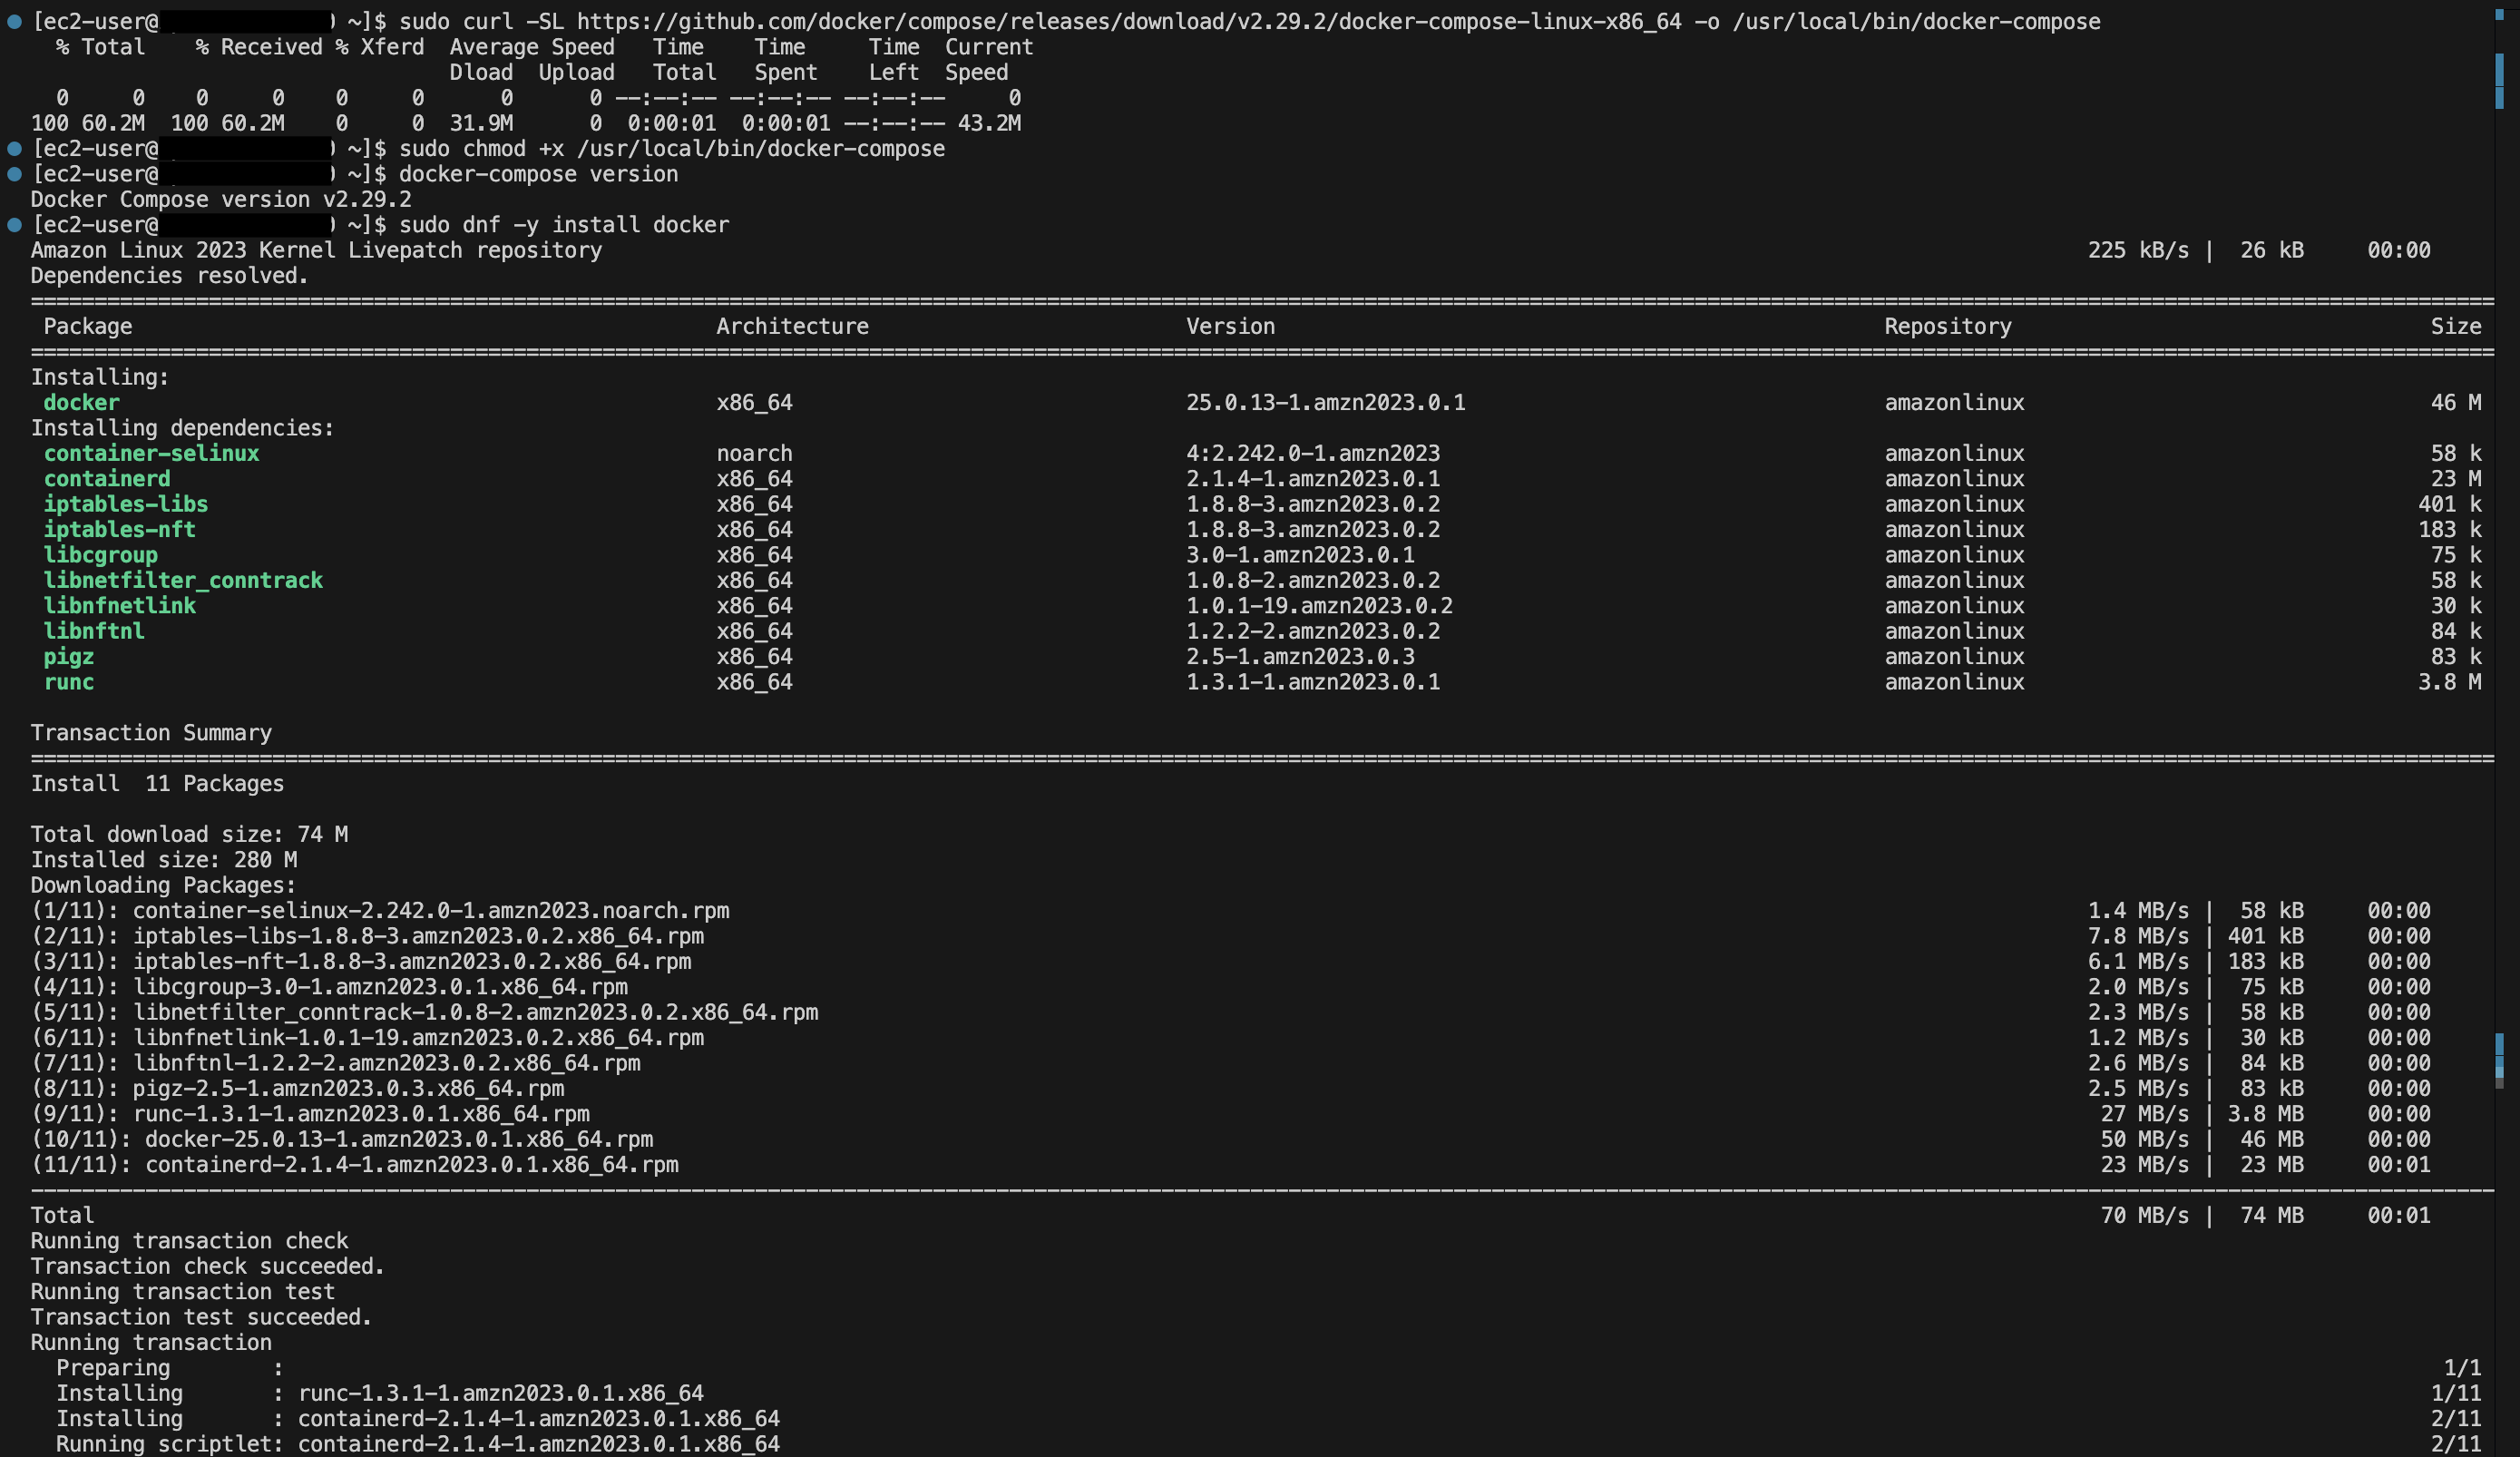 [ec2-user@ ~]$ sudo curl -SL https://github.com/docker/compose/releases/download/v2.29.2/docker-compose-linux-x86_64 -o /usr/local/bin/docker-compose
% Total % Received % Xferd Average Speed Time Time Time Current
Dload Upload Total Spent Left Speed
0 0 0 0 0 0 0 0 --:--:-- --:--:-- --:--:-- 0
100 60.2M 100 60.2M 0 0 31.9M 0 0:00:01 0:00:01 --:--:-- 43.2M
[ec2-user@ ~]$ sudo chmod +x /usr/local/bin/docker-compose
[ec2-user@ ~]$ docker-compose version
Docker Compose version v2.29.2
[ec2-user@ ~]$ sudo dnf -y install docker
Amazon Linux 2023 Kernel Livepatch repository 225 kB/s | 26 kB 00:00
Dependencies resolved.
Package Architecture Version Repository Size
Installing:
docker x86_64 25.0.13-1.amzn2023.0.1 amazonlinux 46 M
Installing dependencies:
container-selinux noarch 4:2.242.0-1.amzn2023 amazonlinux 58 k
containerd x86_64 2.1.4-1.amzn2023.0.1 amazonlinux 23 M
iptables-libs x86_64 1.8.8-3.amzn2023.0.2 amazonlinux 401 k
iptables-nft x86_64 1.8.8-3.amzn2023.0.2 amazonlinux 183 k
libcgroup x86_64 3.0-1.amzn2023.0.1 amazonlinux 75 k
libnetfilter_conntrack x86_64 1.0.8-2.amzn2023.0.2 amazonlinux 58 k
libnfnetlink x86_64 1.0.1-19.amzn2023.0.2 amazonlinux 30 k
libnftnl x86_64 1.2.2-2.amzn2023.0.2 amazonlinux 84 k
pigz x86_64 2.5-1.amzn2023.0.3 amazonlinux 83 k
runc x86_64 1.3.1-1.amzn2023.0.1 amazonlinux 3.8 M
Transaction Summary
Install 11 Packages
Total download size: 74 M
Installed size: 280 M
Downloading Packages:
(1/11): container-selinux-2.242.0-1.amzn2023.noarch.rpm 1.4 MB/s | 58 kB 00:00
(2/11): iptables-libs-1.8.8-3.amzn2023.0.2.x86_64.rpm 7.8 MB/s | 401 kB 00:00
(3/11): iptables-nft-1.8.8-3.amzn2023.0.2.x86_64.rpm 6.1 MB/s | 183 kB 00:00
(4/11): libcgroup-3.0-1.amzn2023.0.1.x86_64.rpm 2.0 MB/s | 75 kB 00:00
(5/11): libnetfilter_conntrack-1.0.8-2.amzn2023.0.2.x86_64.rpm 2.3 MB/s | 58 kB 00:00
(6/11): libnfnetlink-1.0.1-19.amzn2023.0.2.x86_64.rpm 1.2 MB/s | 30 kB 00:00
(7/11): libnftnl-1.2.2-2.amzn2023.0.2.x86_64.rpm 2.6 MB/s | 84 kB 00:00
(8/11): pigz-2.5-1.amzn2023.0.3.x86_64.rpm 2.5 MB/s | 83 kB 00:00
(9/11): runc-1.3.1-1.amzn2023.0.1.x86_64.rpm 27 MB/s | 3.8 MB 00:00
(10/11): docker-25.0.13-1.amzn2023.0.1.x86_64.rpm 50 MB/s | 46 MB 00:00
(11/11): containerd-2.1.4-1.amzn2023.0.1.x86_64.rpm 23 MB/s | 23 MB 00:01
Total 70 MB/s | 74 MB 00:01
Running transaction check
Transaction check succeeded.
Running transaction test
Transaction test succeeded.
Running transaction
Preparing : 1/1
Installing : runc-1.3.1-1.amzn2023.0.1.x86_64 1/11
Installing : containerd-2.1.4-1.amzn2023.0.1.x86_64 2/11
Running scriptlet: containerd-2.1.4-1.amzn2023.0.1.x86_64 2/11